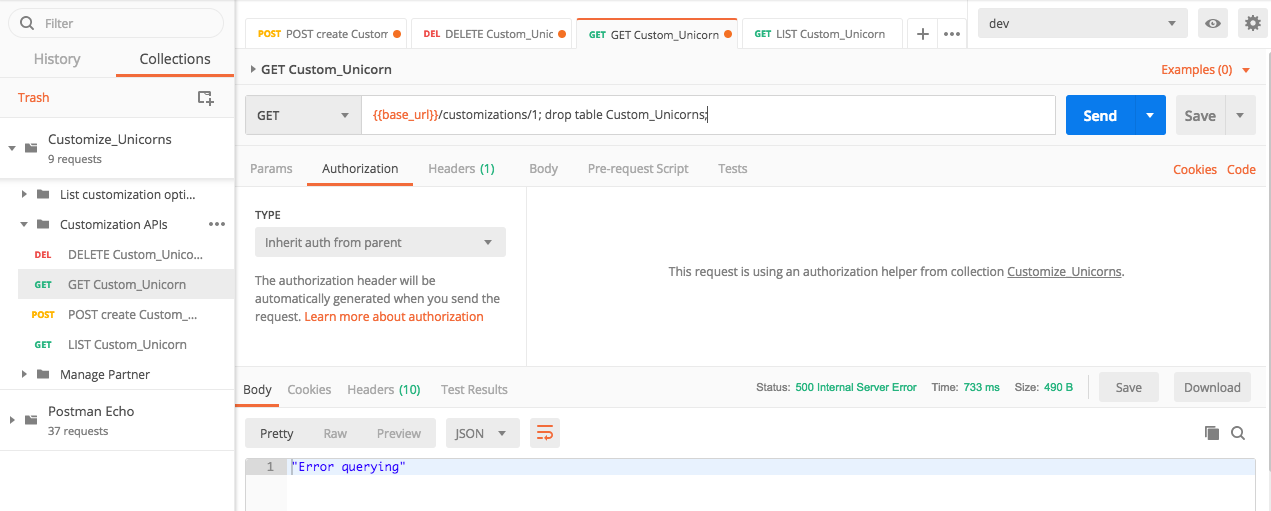 Filter
History
Collections
Trash
Customize_Unicorns
9 requests
List customization opti...
Customization APIs
DEL DELETE Custom_Unico...
GET GET Custom_Unicorn
POST POST create Custom_...
GET LIST Custom_Unicorn
Manage Partner
Postman Echo
37 requests
POST POST create Custom
DEL DELETE Custom_Unic
GET GET Custom_Unicorn
GET LIST Custom_Unicorn
dev
GET Custom_Unicorn
Examples (0)
GET
{{base_url}}/customizations/1; drop table Custom_Unicorns;
Send
Save
Params
Authorization
Headers (1)
Body
Pre-request Script
Tests
Cookies
Code
TYPE
Inherit auth from parent
The authorization header will be
automatically generated when you send the
request. Learn more about authorization
This request is using an authorization helper from collection Customize_Unicorns.
Body
Cookies
Headers (10)
Test Results
Status: 500 Internal Server Error
Time: 733 ms
Size: 490 B
Save
Download
Pretty
Raw
Preview
JSON
1
"Error querying"